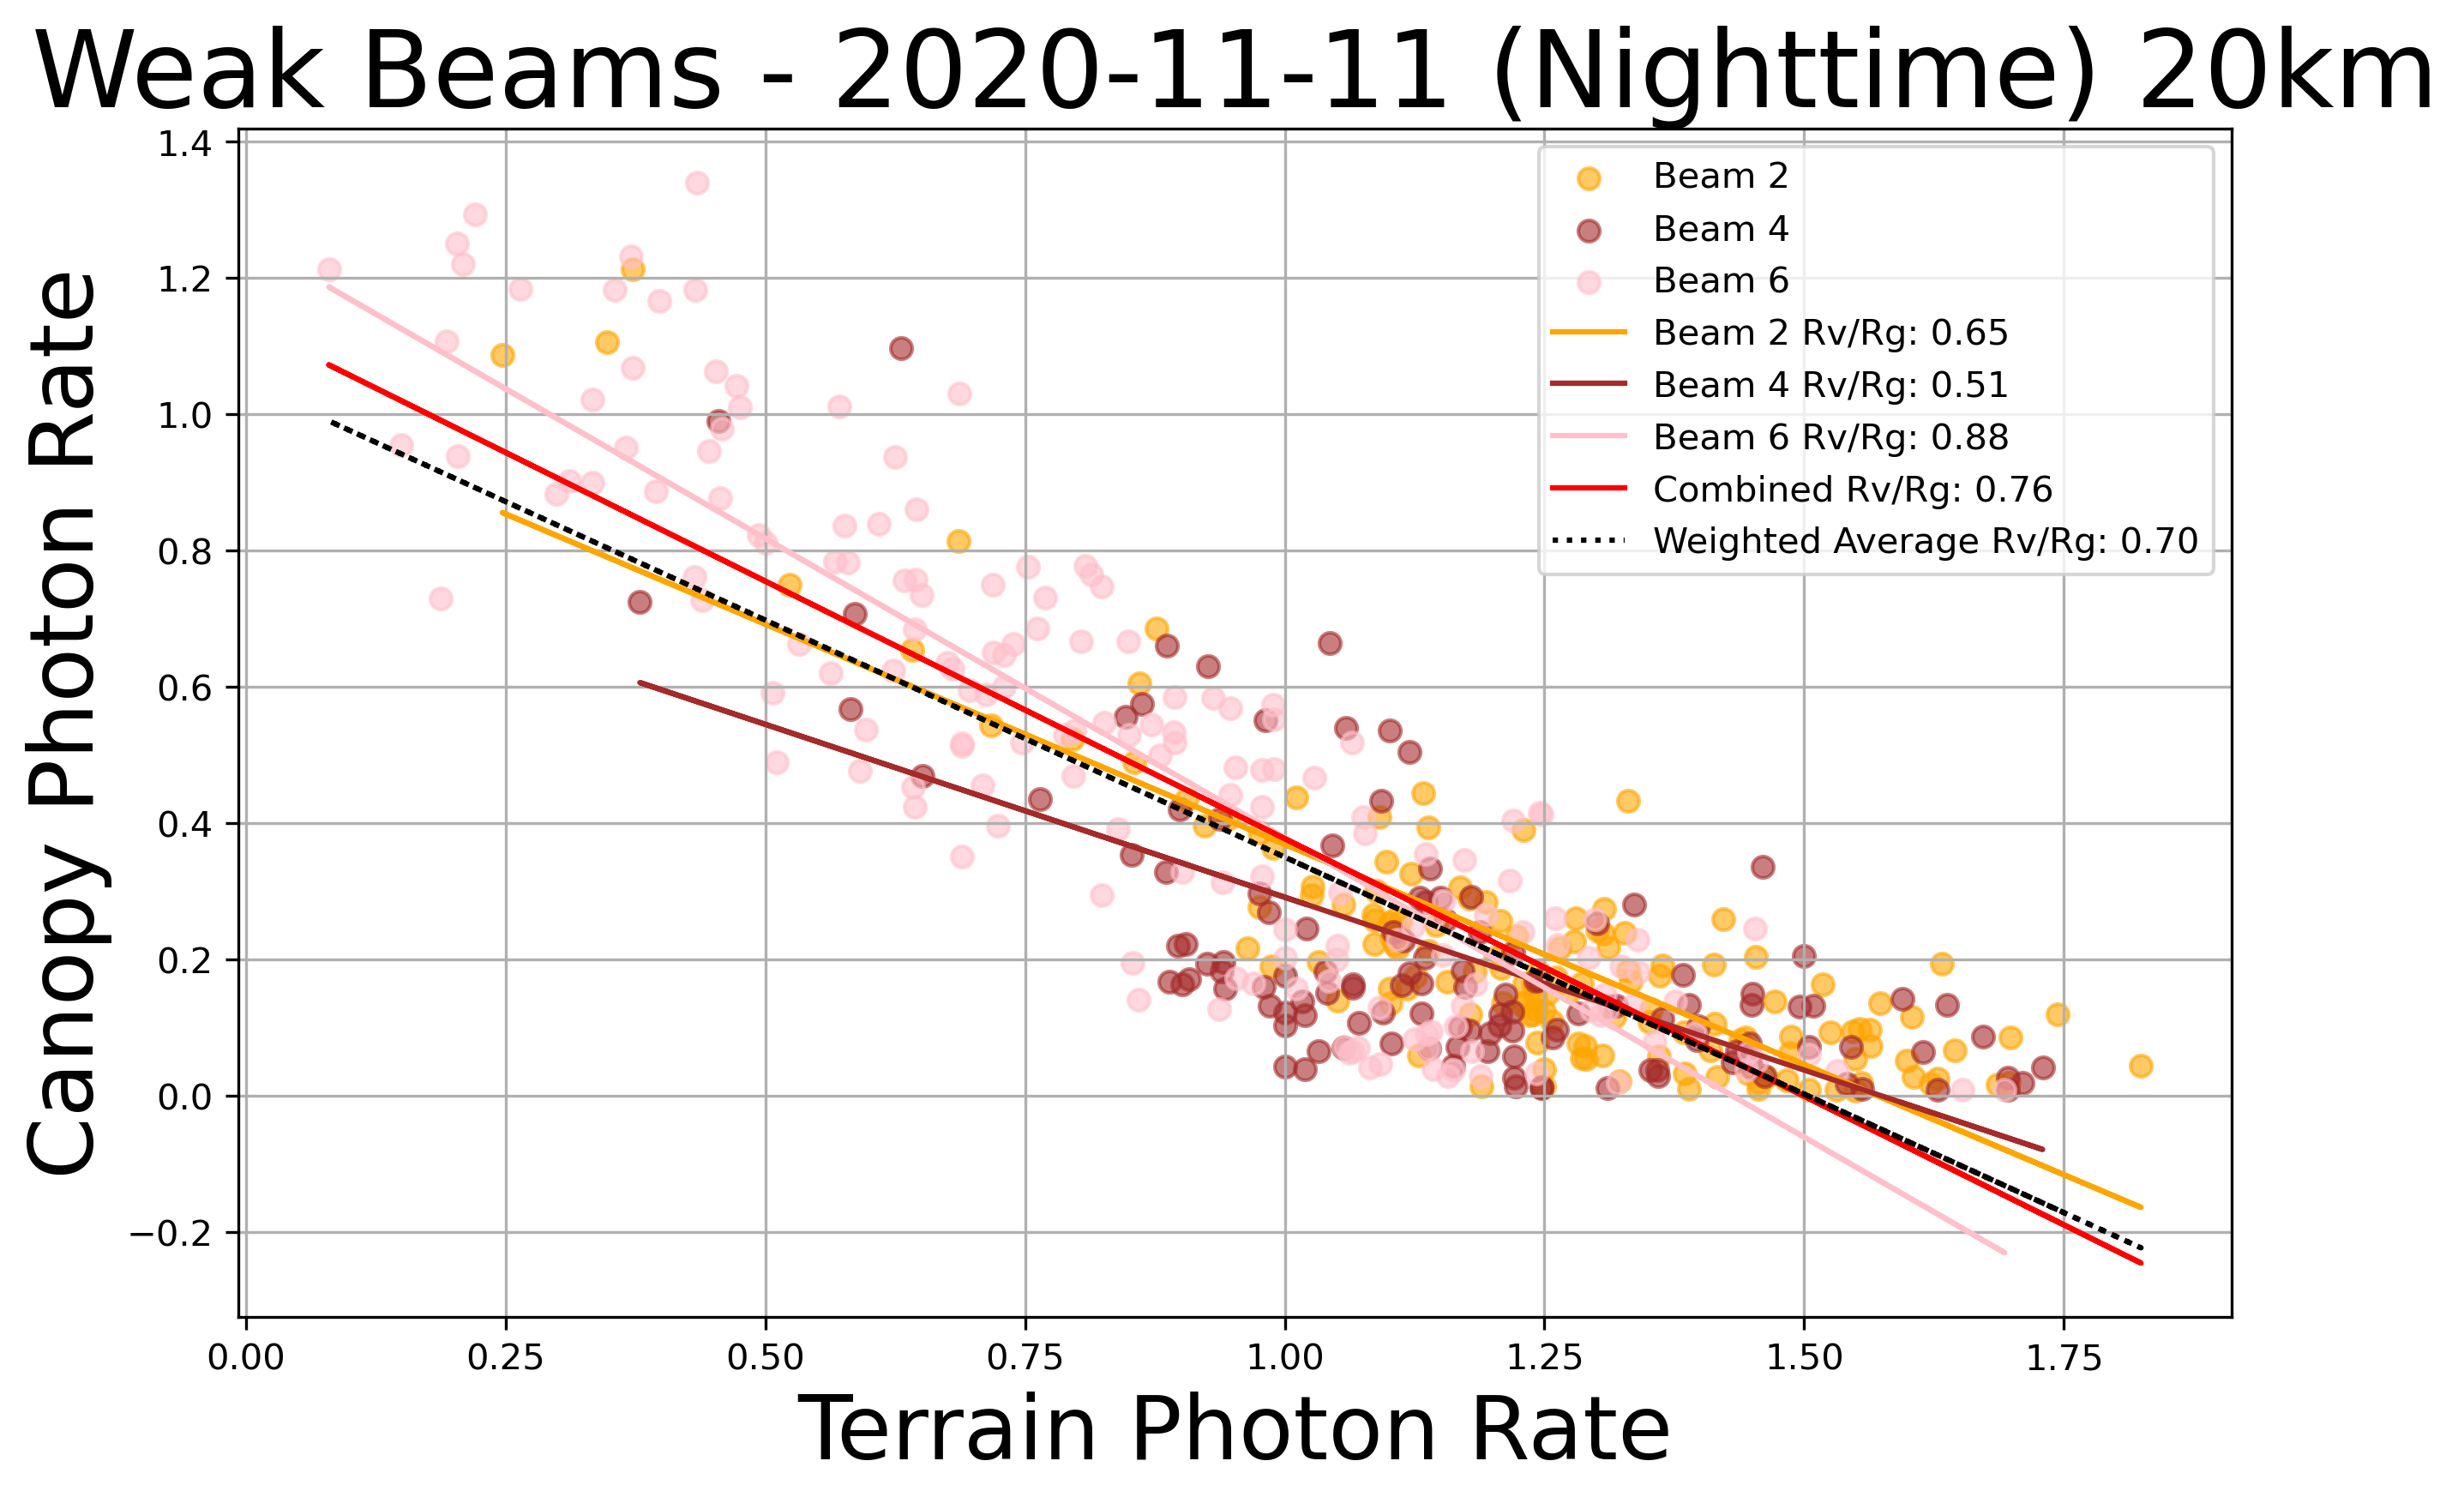 Weak Beams - 2020-11-11 (Nighttime) 20km
Canopy Photon Rate
1.4
1.2
1.0
0.8
0.6
0.4
0.2
0.0
−0.2
Beam 2
Beam 4
Beam 6
Beam 2 Rv/Rg: 0.65
Beam 4 Rv/Rg: 0.51
Beam 6 Rv/Rg: 0.88
Combined Rv/Rg: 0.76
Weighted Average Rv/Rg: 0.70
0.00 0.25 0.50 0.75 1.00 1.25 1.50 1.75
Terrain Photon Rate